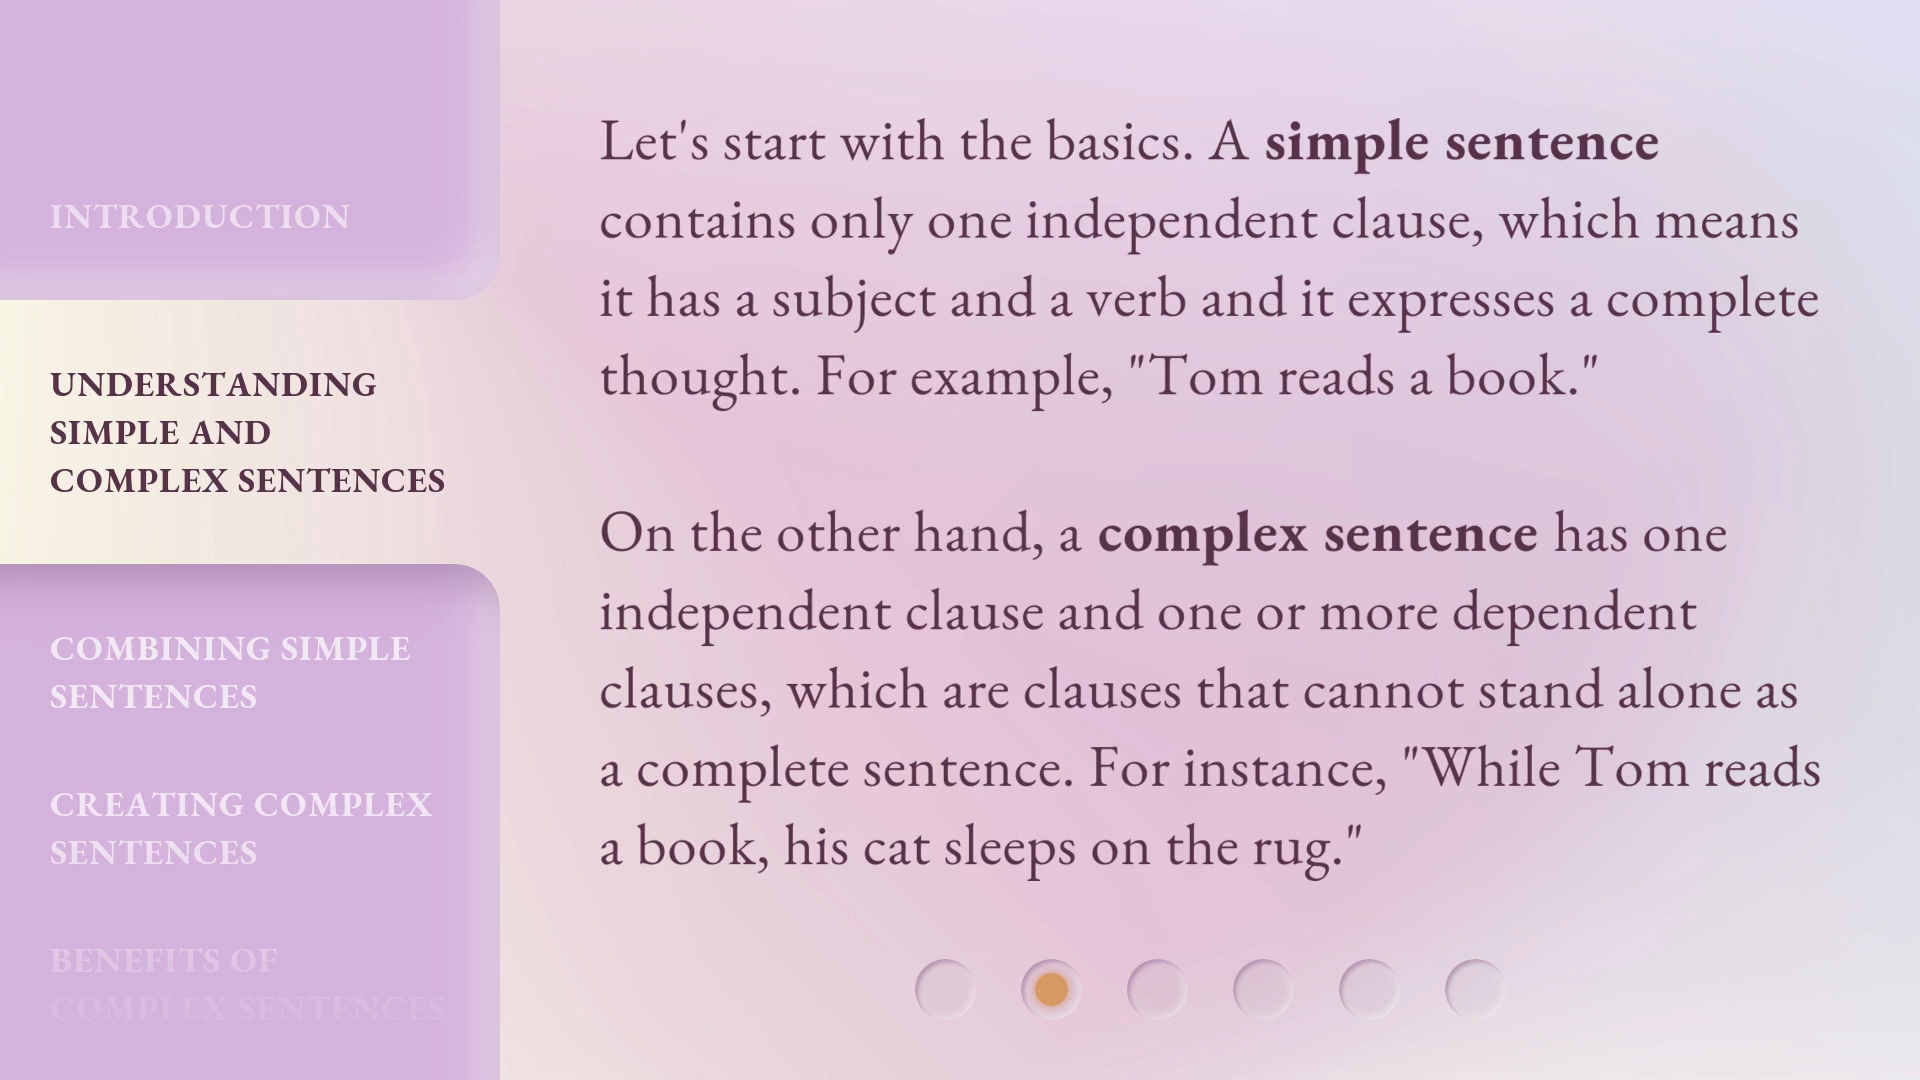 INTRODUCTION
UNDERSTANDING
SIMPLE AND
COMPLEX SENTENCES
COMBINING SIMPLE
SENTENCES
CREATING COMPLEX
SENTENCES
BENEFITS OF
COMPLEX SENTENCES
Let's start with the basics. A simple sentence
contains only one independent clause, which means
it has a subject and a verb and it expresses a complete
thought. For example, "Tom reads a book."
On the other hand, a complex sentence has one
independent clause and one or more dependent
clauses, which are clauses that cannot stand alone as
a complete sentence. For instance, "While Tom reads
a book, his cat sleeps on the rug."